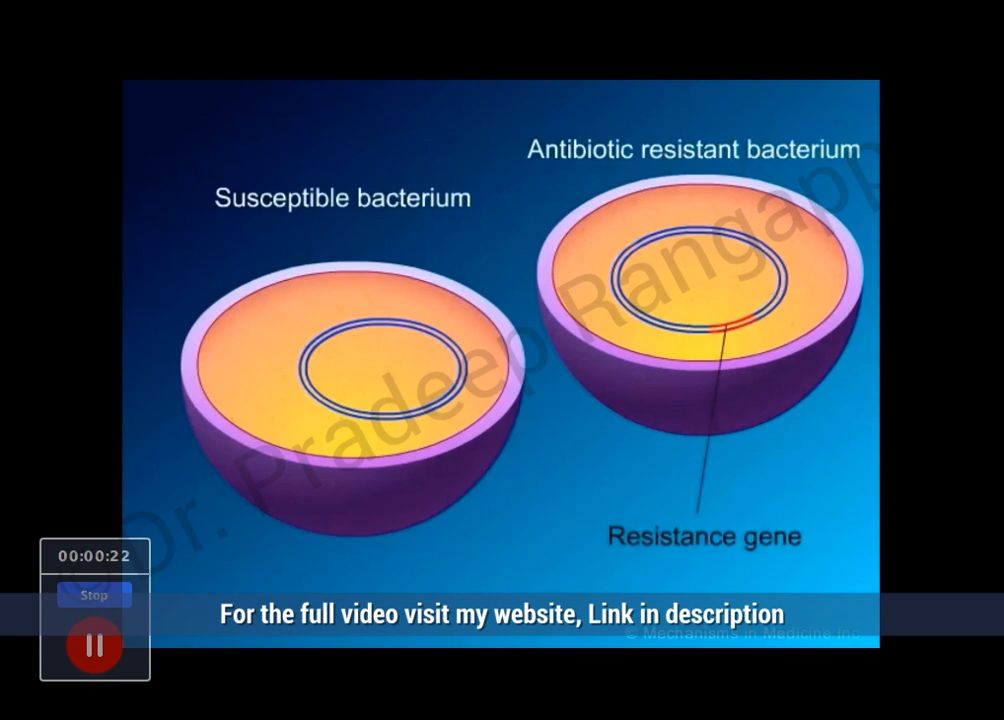 Antibiotic resistant bacterium
Susceptible bacterium
© Dr. Pradeep Rangapp
Resistance gene
00:00:22
Stop
For the full video visit my website, Link in description
© Mechanisms in Medicine Inc.